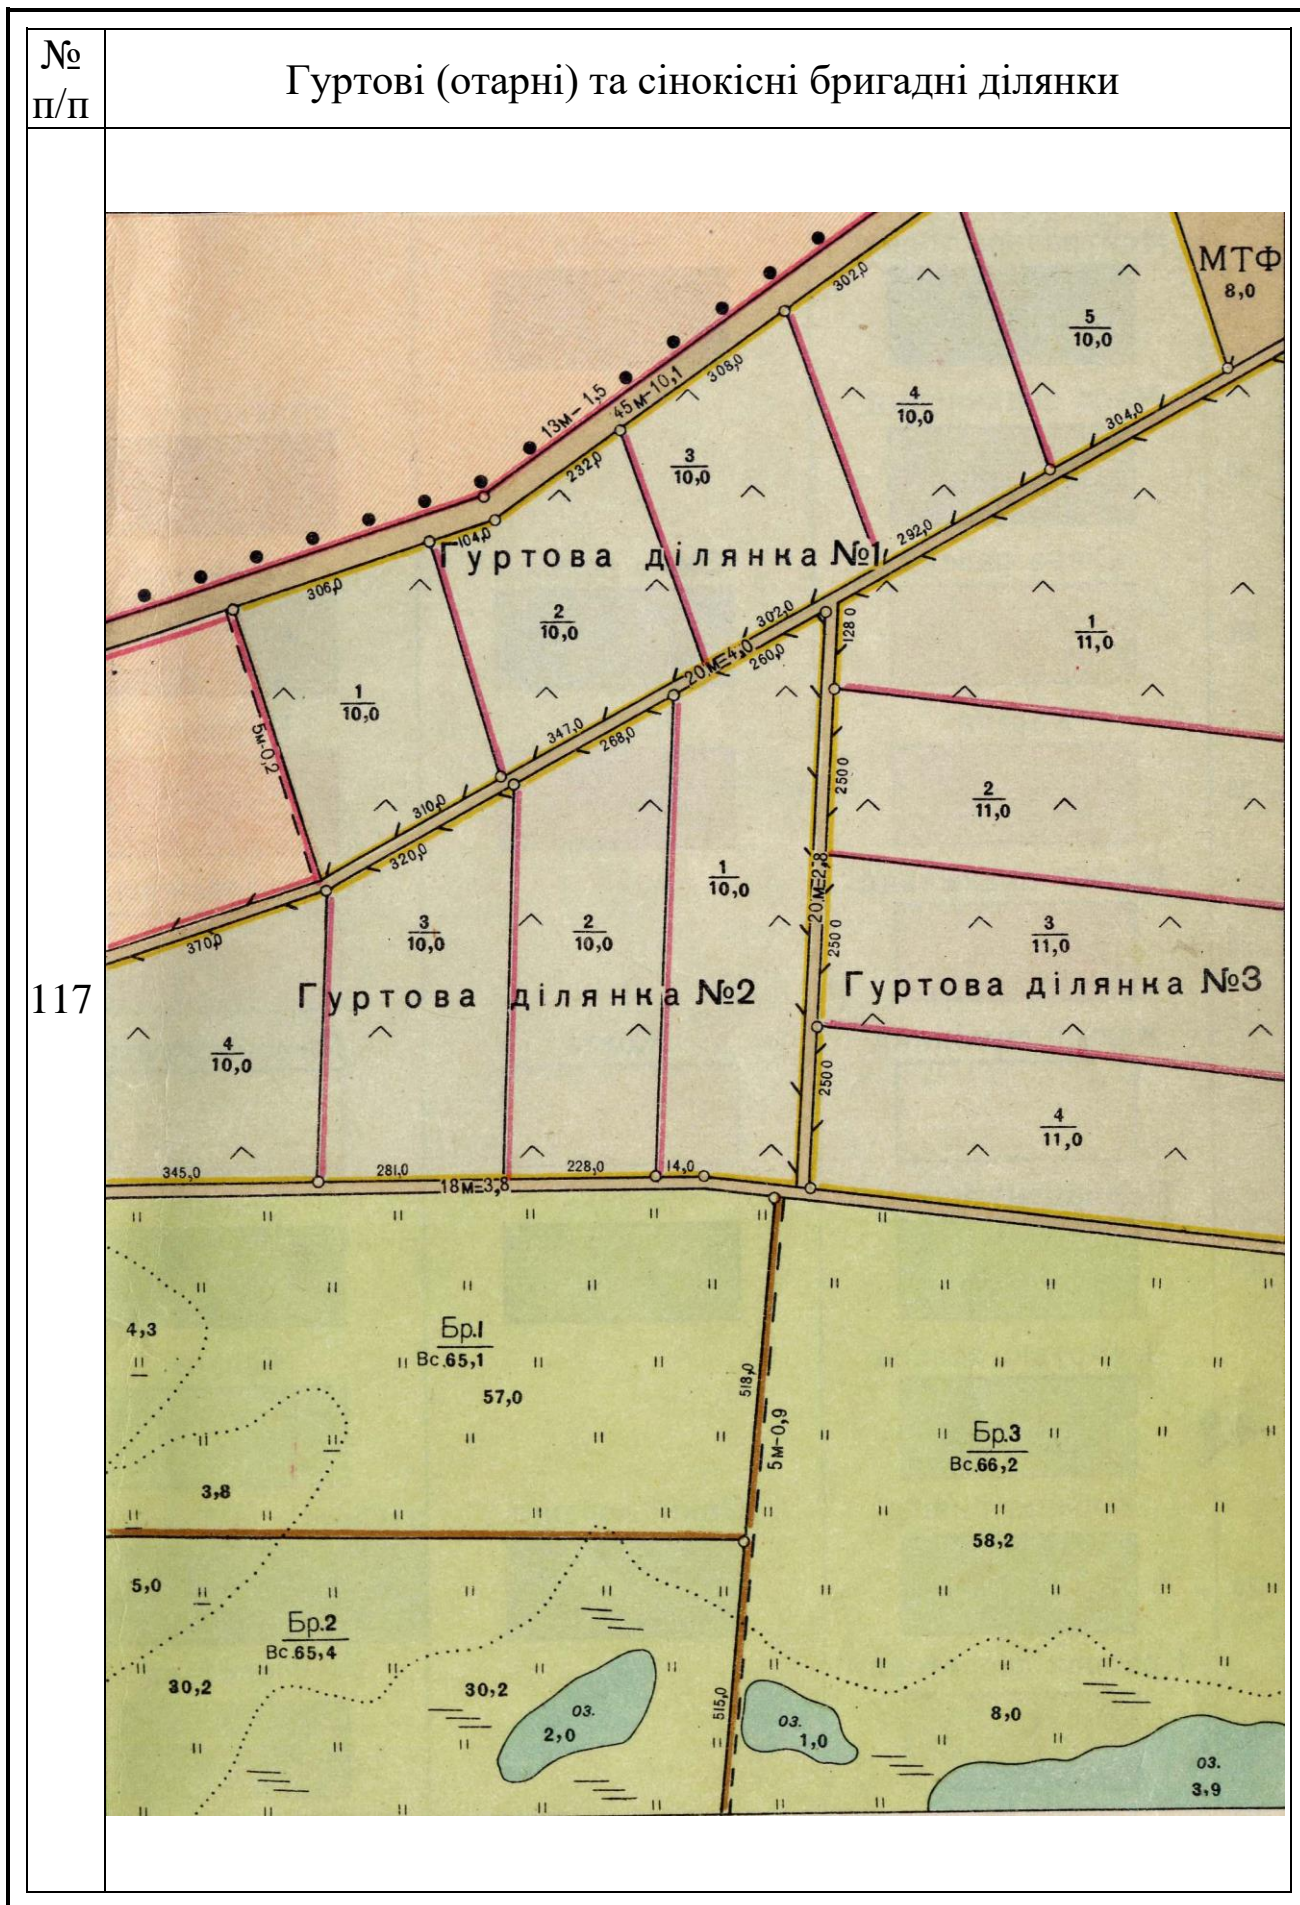 №
п/п
Гуртові (отарні) та сінокісні бригадні ділянки
117
МТФ
8,0
302,0
5
10,0
308,0
45м-10,1
13м-1,5
4
10,0
304,0
232,0
3
10,0
292,0
104,0
Гуртова ділянка №1
306,0
2
10,0
302,0
128 0
1
11,0
20 м=4,0
260,0
1
10,0
5м-0,2
347,0
268,0
250 0
2
11,0
310,0
320,0
1
10,0
20 м=2,8
370,0
3
10,0
2
10,0
250 0
3
11,0
Гуртова ділянка №2
Гуртова ділянка №3
4
10,0
250 0
4
11,0
345,0
281,0
228,0
14,0
18м=3,8
4,3
Бр.1
Вс.65,1
57,0
518,0
5м-0,9
Бр.3
Вс.66,2
3,8
58,2
5,0
Бр.2
Вс.65,4
30,2
30,2
515,0
оз.
2,0
оз.
1,0
8,0
оз.
3,9